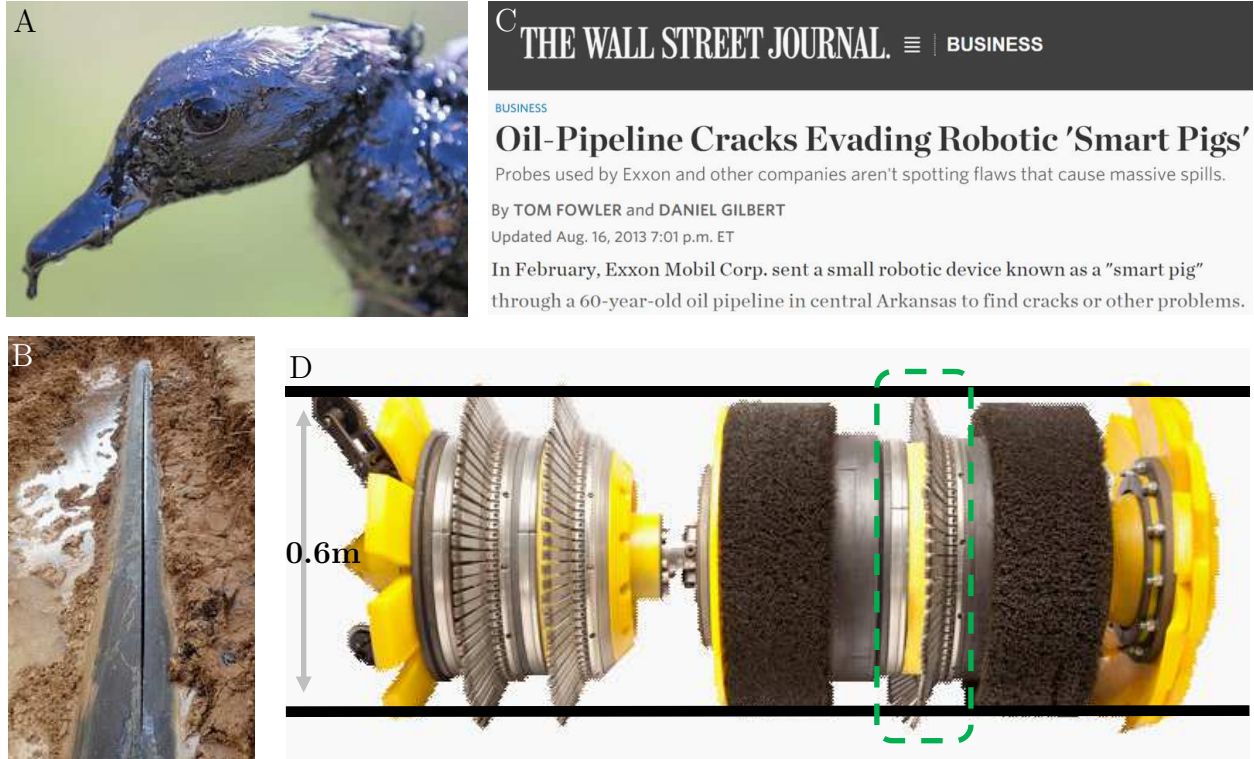 A
C
THE WALL STREET JOURNAL. BUSINESS
BUSINESS
Oil-Pipeline Cracks Evading Robotic 'Smart Pigs'
Probes used by Exxon and other companies aren't spotting flaws that cause massive spills.
By TOM FOWLER and DANIEL GILBERT
Updated Aug. 16, 2013 7:01 p.m. ET
In February, Exxon Mobil Corp. sent a small robotic device known as a "smart pig"
through a 60-year-old oil pipeline in central Arkansas to find cracks or other problems.
B
D
0.6m